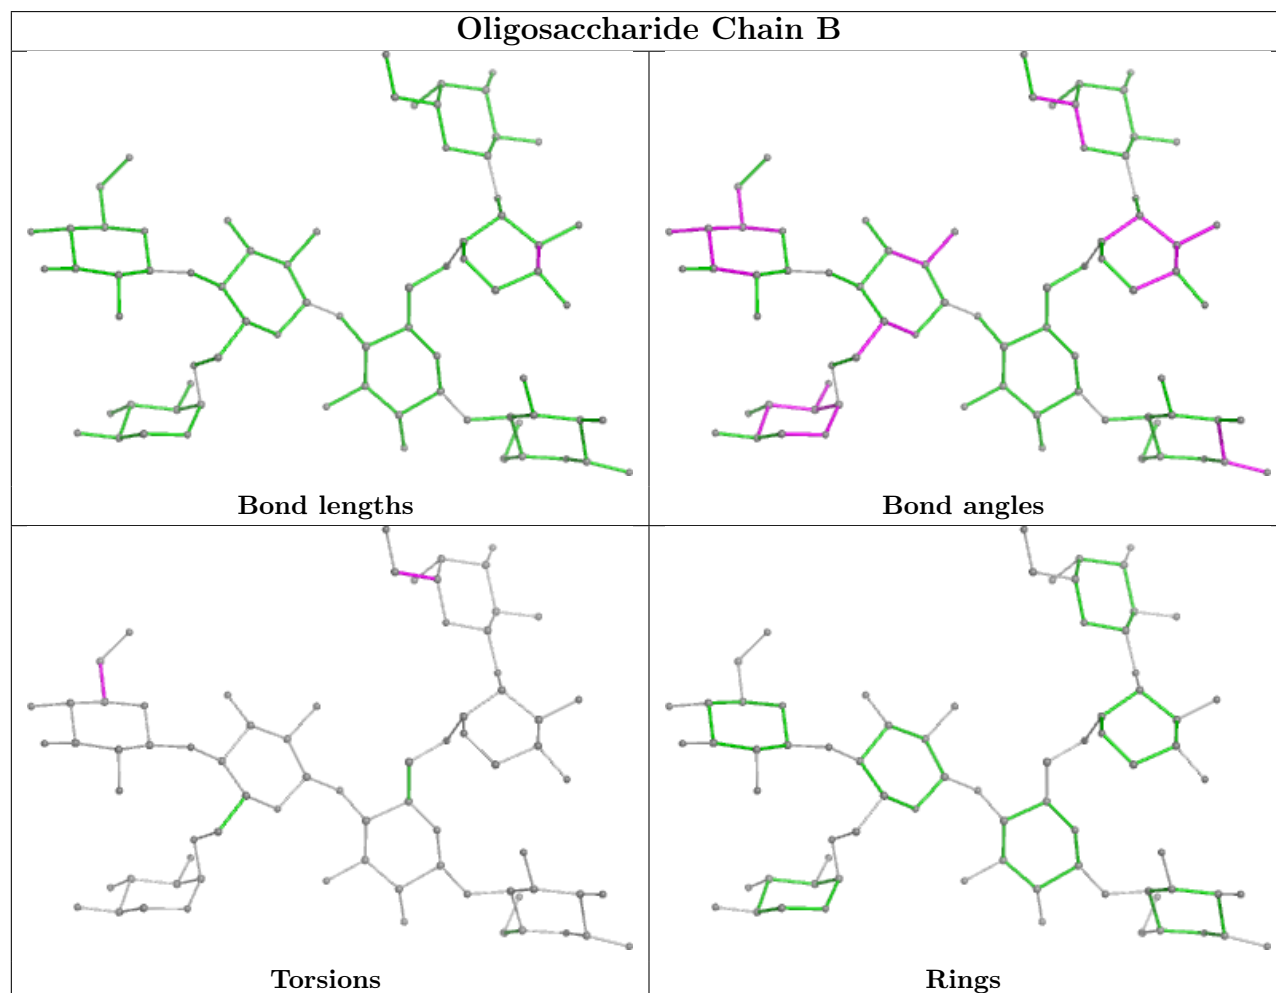 Oligosaccharide Chain B
Bond lengths
Bond angles
Torsions
Rings